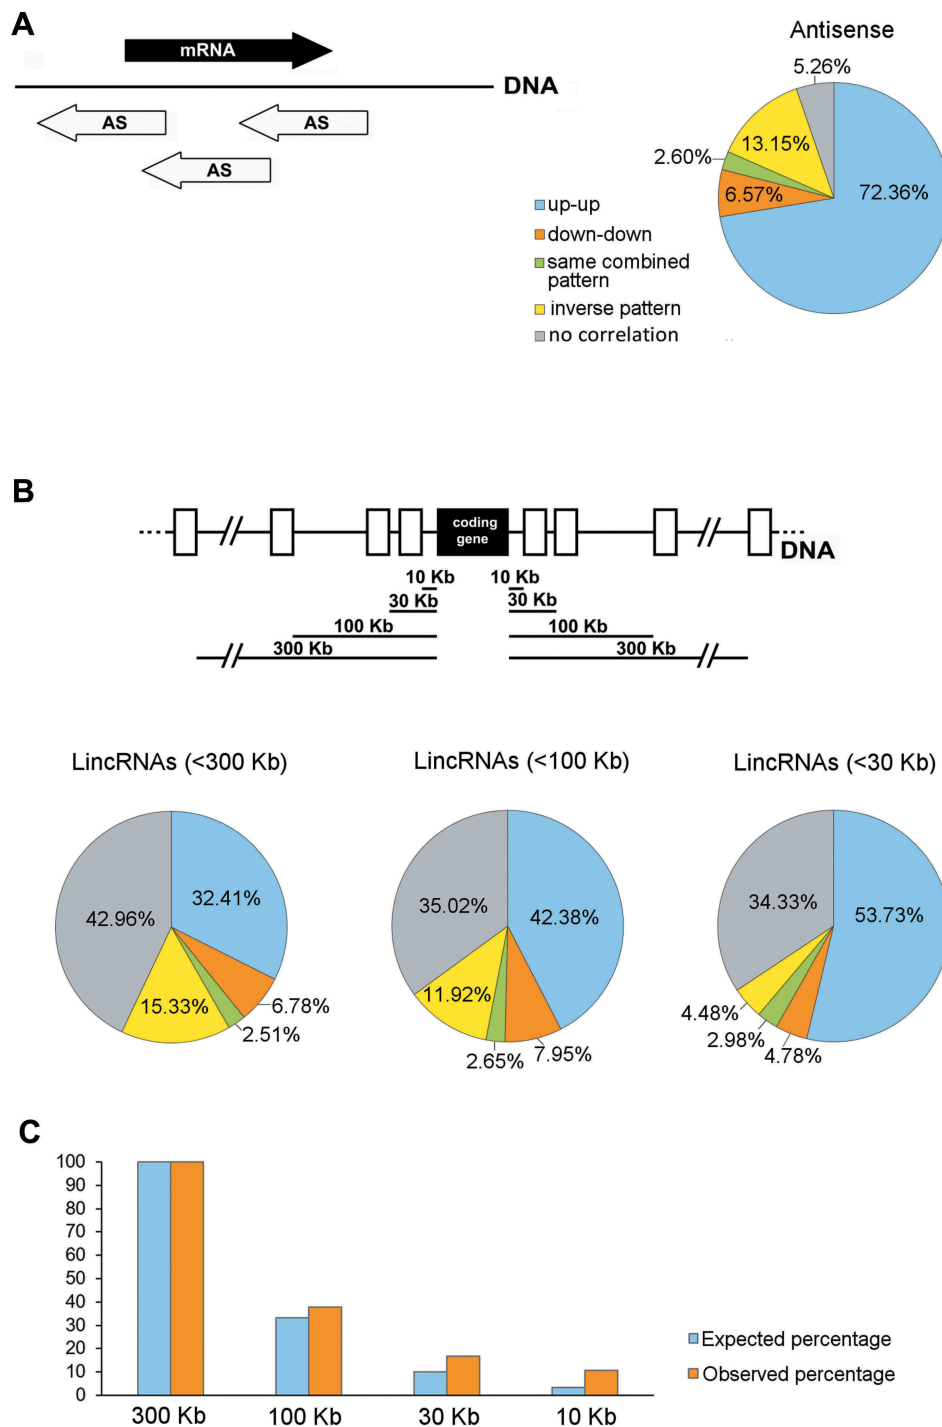 A
mRNA
DNA
AS
AS
AS
Antisense
5.26%
13.15%
2.60%
6.57%
72.36%
up-up
down-down
same combined
pattern
inverse pattern
no correlation
B
coding
gene
DNA
10 Kb
10 Kb
30 Kb
30 Kb
100 Kb
100 Kb
300 Kb
300 Kb
LincRNAs (<300 Kb)
32.41%
42.96%
15.33%
6.78%
2.51%
LincRNAs (<100 Kb)
35.02%
42.38%
11.92%
2.65%
7.95%
LincRNAs (<30 Kb)
34.33%
53.73%
4.48%
2.98%
4.78%
C
100
90
80
70
60
50
40
30
20
10
0
300 Kb
100 Kb
30 Kb
10 Kb
Expected percentage
Observed percentage